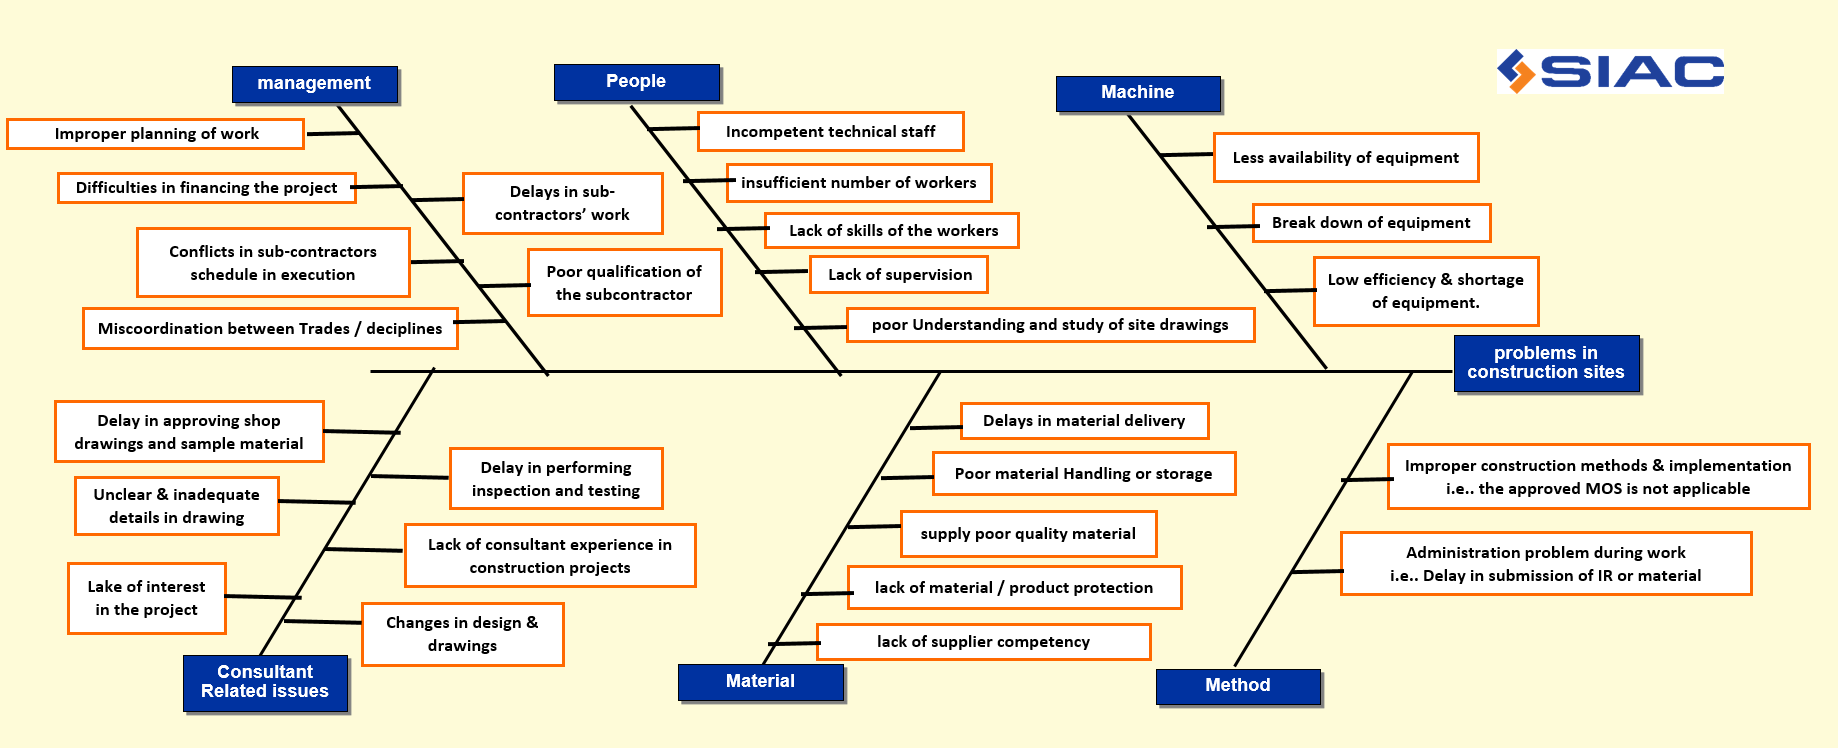 SIAC
management
People
Machine
Improper planning of work
Difficulties in financing the project
Conflicts in sub-contractors
schedule in execution
Miscoordination between Trades / deciplines
Delays in sub-
contractors’ work
Poor qualification of
the subcontractor
Incompetent technical staff
insufficient number of workers
Lack of skills of the workers
Lack of supervision
poor Understanding and study of site drawings
Less availability of equipment
Break down of equipment
Low efficiency & shortage
of equipment.
problems in
construction sites
Delay in approving shop
drawings and sample material
Unclear & inadequate
details in drawing
Lake of interest
in the project
Delay in performing
inspection and testing
Lack of consultant experience in
construction projects
Changes in design &
drawings
Delays in material delivery
Poor material Handling or storage
supply poor quality material
lack of material / product protection
lack of supplier competency
Improper construction methods & implementation
i.e.. the approved MOS is not applicable
Administration problem during work
i.e.. Delay in submission of IR or material
Consultant
Related issues
Material
Method